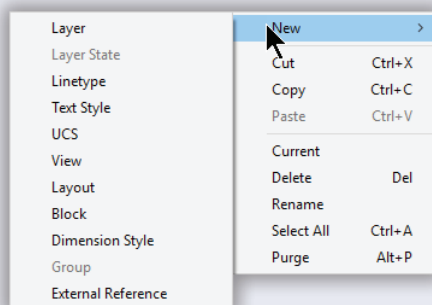 Layer
Layer State
Linetype
Text Style
UCS
View
Layout
Block
Dimension Style
Group
External Reference
New >
Cut Ctrl+X
Copy Ctrl+C
Paste Ctrl+V
Current
Delete Del
Rename
Select All Ctrl+A
Purge Alt+P